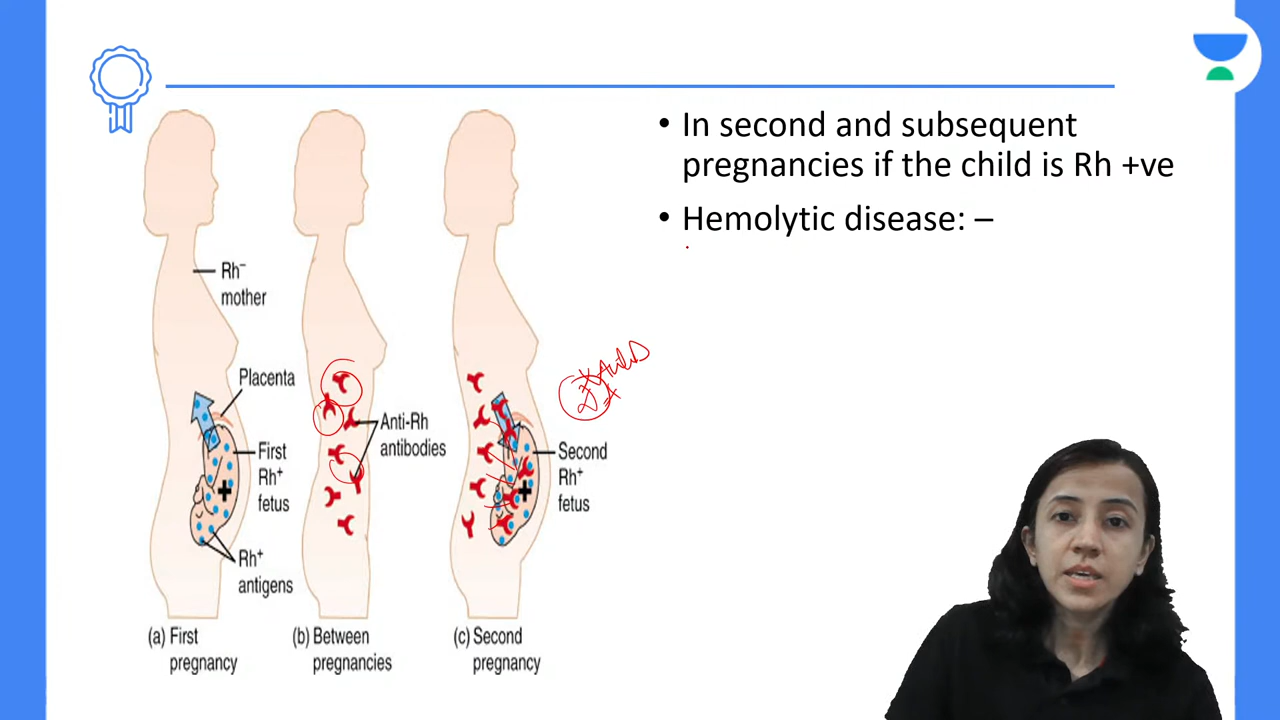 • In second and subsequent
pregnancies if the child is Rh +ve
• Hemolytic disease: –
Rh⁻
mother
Placenta
First
Rh⁺
fetus
Rh⁺
antigens
Anti-Rh
antibodies
Second
Rh⁺
fetus
(a) First
pregnancy
(b) Between
pregnancies
(c) Second
pregnancy